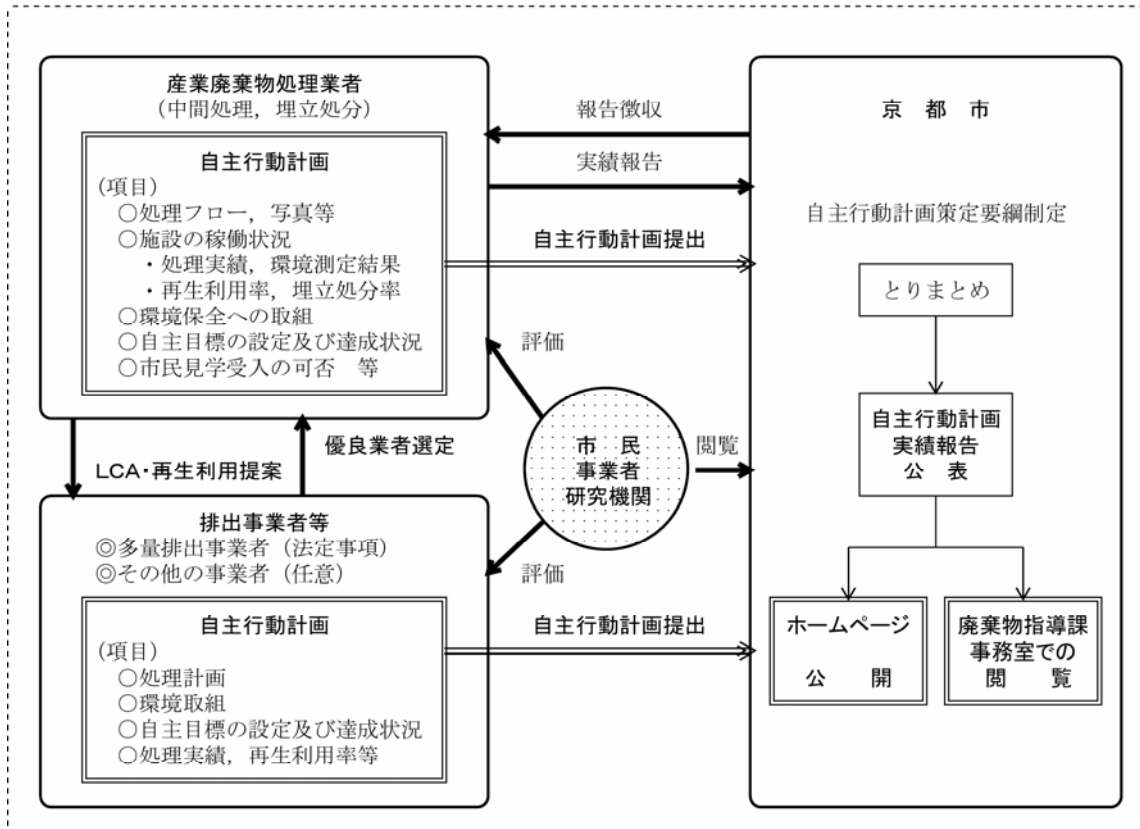 産業廃棄物処理業者
(中間処理，埋立処分)
自主行動計画
(項目)
○処理フロー，写真等
○施設の稼働状況
・処理実績，環境測定結果
・再生利用率，埋立処分率
○環境保全への取組
○自主目標の設定及び達成状況
○市民見学受入の可否　等
報告徴収
実績報告
自主行動計画提出
評価
LCA・再生利用提案
優良業者選定
市　民
事業者
研究機関
閲覧
評価
排出事業者等
◎多量排出事業者（法定事項）
◎その他の事業者（任意）
自主行動計画
(項目)
○処理計画
○環境取組
○自主目標の設定及び達成状況
○処理実績，再生利用率等
自主行動計画提出
京　都　市
自主行動計画策定要綱制定
とりまとめ
自主行動計画
実績報告
公　表
ホームページ
公　　開
廃棄物指導課
事務室での
閲　　覧